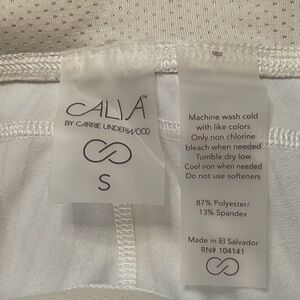 CALIA™
BY CARRIE UNDERWOOD
S
002
Machine wash cold
with like colors
Only non chlorine
bleach when needed
Tumble dry low
Cool iron when needed
Do not use softeners
87% Polyester/
13% Spandex
Made in El Salvador
RN# 104141